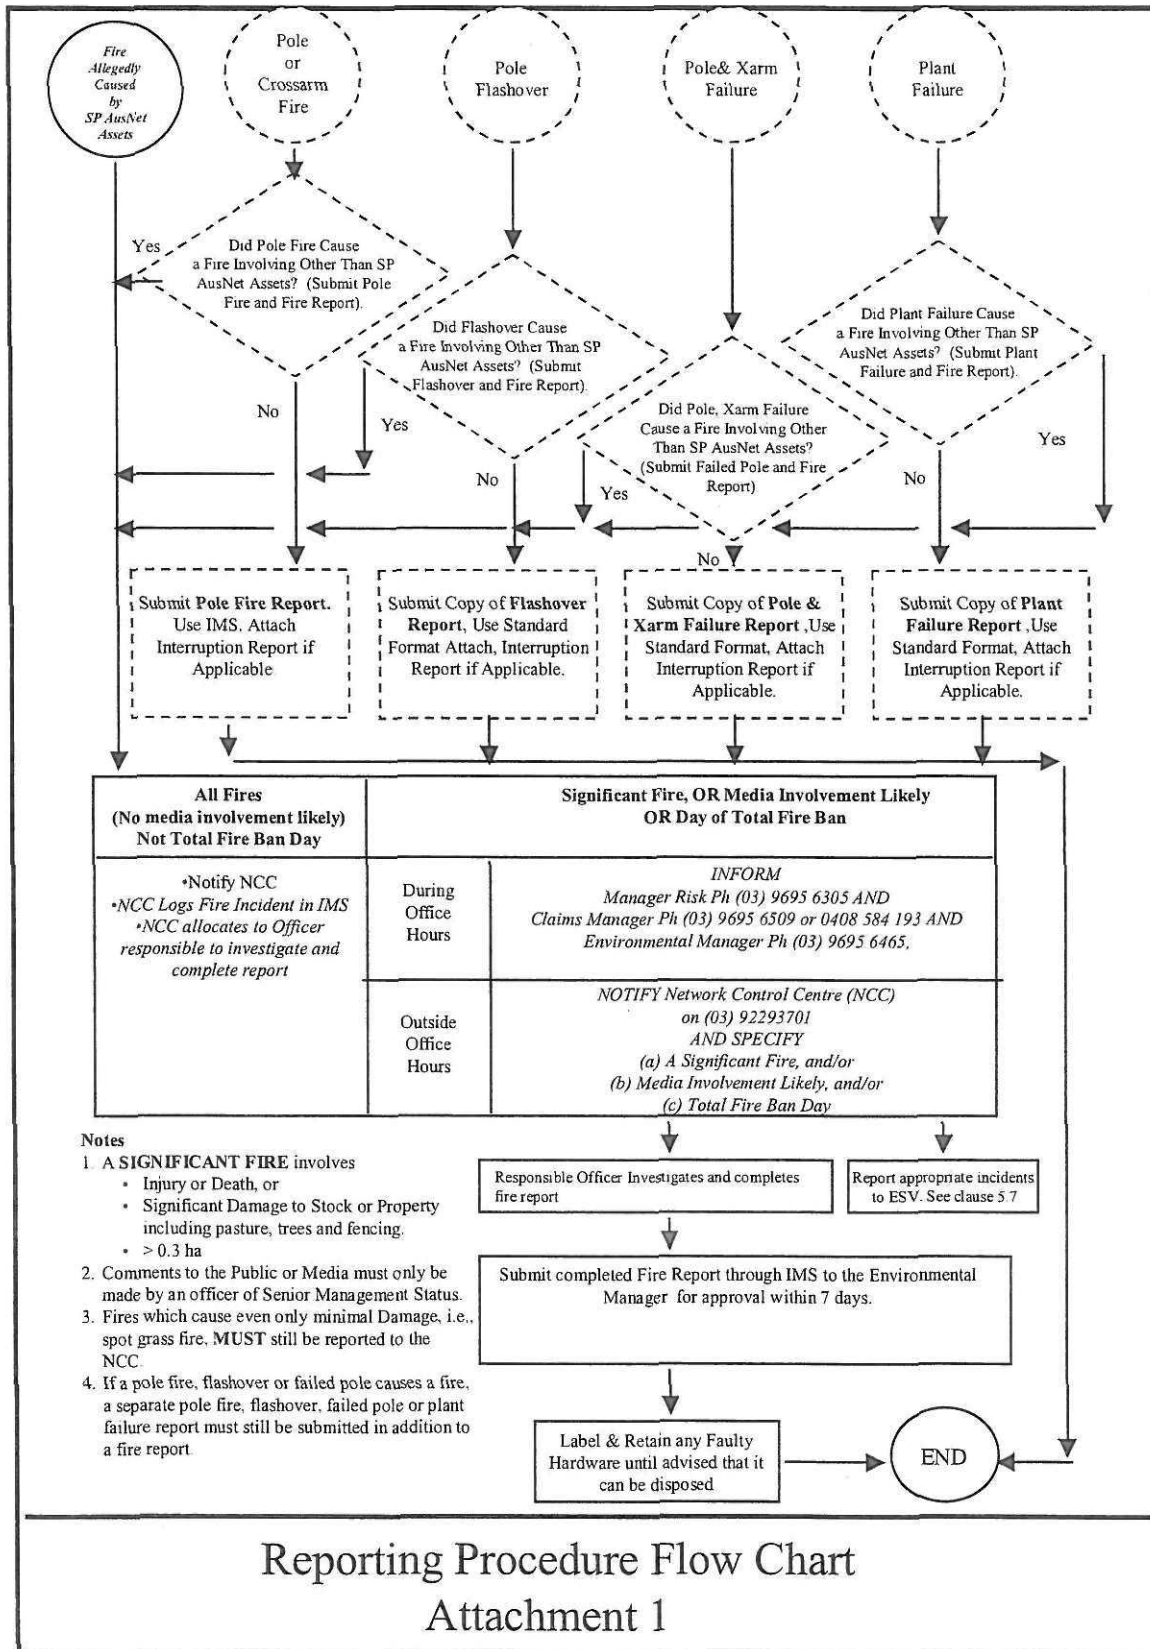 Fire
Allegedly
Caused
by
SP AusNet
Assets
Pole
or
Crossarm
Fire
Pole
Flashover
Pole& Xarm
Failure
Plant
Failure
Yes
Did Pole Fire Cause
a Fire Involving Other Than SP
AusNet Assets? (Submit Pole
Fire and Fire Report).
No
Did Flashover Cause
a Fire Involving Other Than SP
AusNet Assets? (Submit
Flashover and Fire Report).
Yes
No
Did Pole, Xarm Failure
Cause a Fire Involving Other
Than SP AusNet Assets?
(Submit Failed Pole and Fire
Report)
Yes
No
Did Plant Failure Cause
a Fire Involving Other Than SP
AusNet Assets? (Submit Plant
Failure and Fire Report).
Yes
No
Submit Pole Fire Report.
Use IMS. Attach
Interruption Report if
Applicable
Submit Copy of Flashover
Report, Use Standard
Format Attach, Interruption
Report if Applicable.
Submit Copy of Pole &
Xarm Failure Report ,Use
Standard Format, Attach
Interruption Report if
Applicable.
Submit Copy of Plant
Failure Report ,Use
Standard Format, Attach
Interruption Report if
Applicable.
All Fires
(No media involvement likely)
Not Total Fire Ban Day
Significant Fire, OR Media Involvement Likely
OR Day of Total Fire Ban
•Notify NCC
•NCC Logs Fire Incident in IMS
•NCC allocates to Officer
responsible to investigate and
complete report
During
Office
Hours
INFORM
Manager Risk Ph (03) 9695 6305 AND
Claims Manager Ph (03) 9695 6509 or 0408 584 193 AND
Environmental Manager Ph (03) 9695 6465,
Outside
Office
Hours
NOTIFY Network Control Centre (NCC)
on (03) 92293701
AND SPECIFY
(a) A Significant Fire, and/or
(b) Media Involvement Likely, and/or
(c) Total Fire Ban Day
Notes
1. A SIGNIFICANT FIRE involves
• Injury or Death, or
• Significant Damage to Stock or Property
including pasture, trees and fencing.
• > 0.3 ha
2. Comments to the Public or Media must only be
made by an officer of Senior Management Status.
3. Fires which cause even only minimal Damage, i.e.,
spot grass fire, MUST still be reported to the
NCC.
4. If a pole fire, flashover or failed pole causes a fire,
a separate pole fire, flashover, failed pole or plant
failure report must still be submitted in addition to
a fire report
Responsible Officer Investigates and completes
fire report
Report appropriate incidents
to ESV. See clause 5.7
Submit completed Fire Report through IMS to the Environmental
Manager for approval within 7 days.
Label & Retain any Faulty
Hardware until advised that it
can be disposed
END
Reporting Procedure Flow Chart
Attachment 1